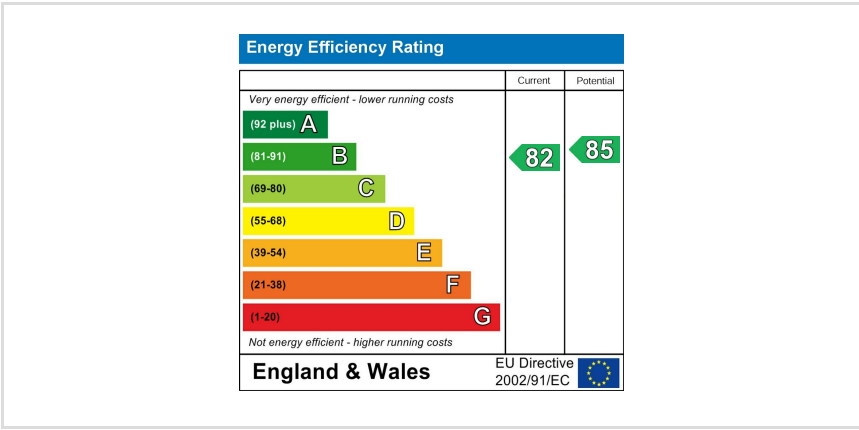 Energy Efficiency Rating
Current Potential
Very energy efficient - lower running costs
(92 plus) A
(81-91) B
82 85
(69-80) C
(55-68) D
(39-54) E
(21-38) F
(1-20) G
Not energy efficient - higher running costs
England & Wales
EU Directive
2002/91/EC